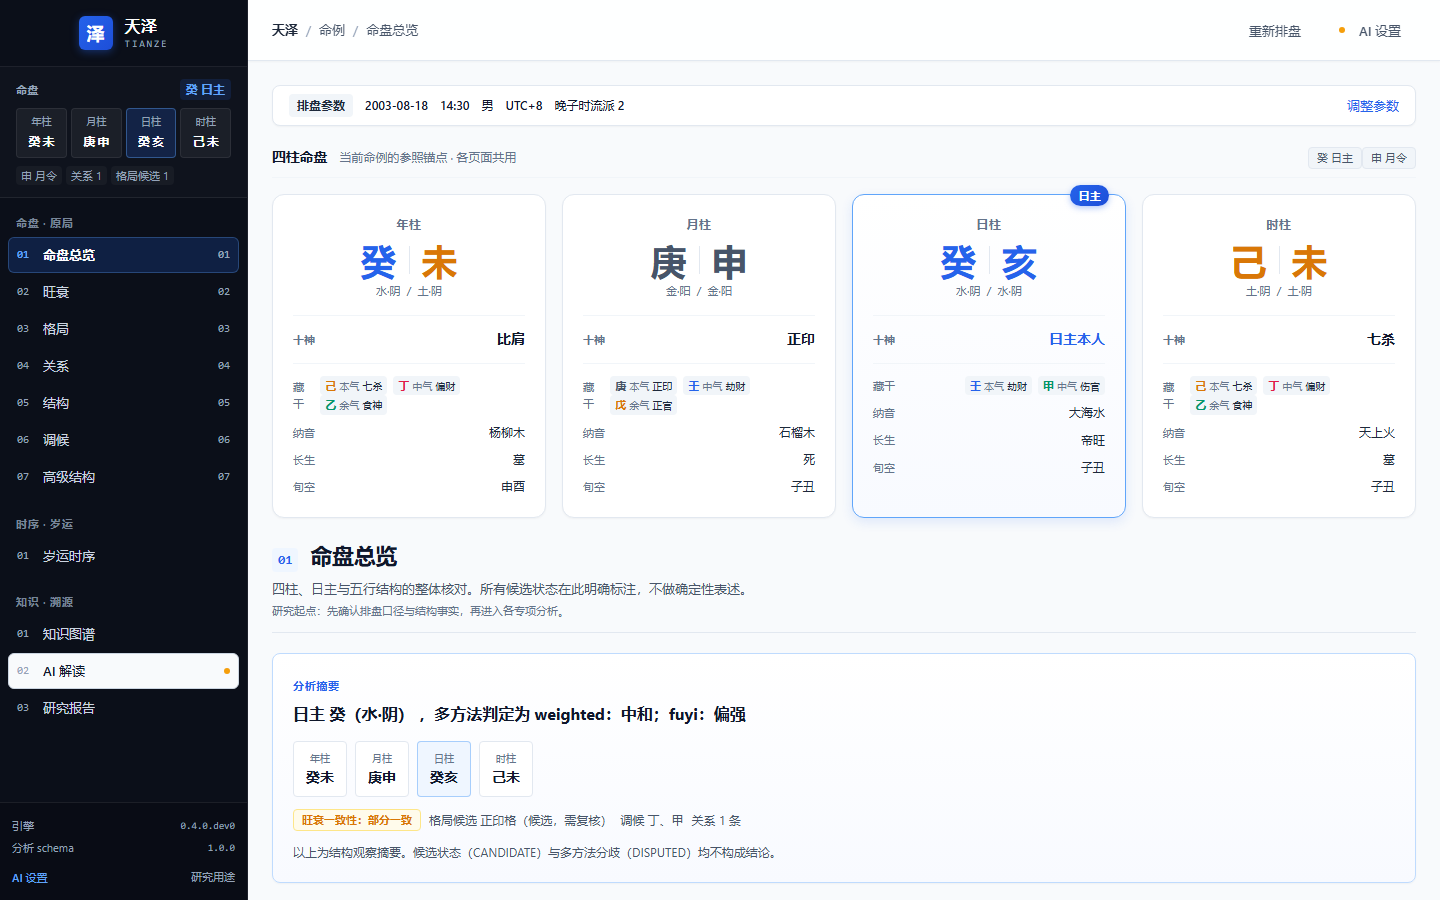 泽 天泽
TIANZE
命盘 癸 日主
年柱 月柱 日柱 时柱
癸未 庚申 癸亥 己未
申 月令 关系 1 格局候选 1
命盘 · 原局
01 命盘总览 01
02 旺衰 02
03 格局 03
04 关系 04
05 结构 05
06 调候 06
07 高级结构 07
时序 · 岁运
01 岁运时序
知识 · 溯源
01 知识图谱
02 AI 解读
03 研究报告
引擎 0.4.0.dev0
分析 schema 1.0.0
AI 设置 研究用途
天泽 / 命例 / 命盘总览 重新排盘 AI 设置
排盘参数 2003-08-18 14:30 男 UTC+8 晚子时流派 2 调整参数
四柱命盘 当前命例的参照锚点 · 各页面共用 癸 日主 申 月令
年柱
癸 未
水·阴 / 土·阴
十神 比肩
藏干 己 本气 七杀 丁 中气 偏财
乙 余气 食神
纳音 杨柳木
长生 墓
旬空 申酉
月柱
庚 申
金·阳 / 金·阳
十神 正印
藏干 庚 本气 正印 壬 中气 劫财
戊 余气 正官
纳音 石榴木
长生 死
旬空 子丑
日主
日柱
癸 亥
水·阴 / 水·阴
十神 日主本人
藏干 壬 本气 劫财 甲 中气 伤官
纳音 大海水
长生 帝旺
旬空 子丑
时柱
己 未
土·阴 / 土·阴
十神 七杀
藏干 己 本气 七杀 丁 中气 偏财
乙 余气 食神
纳音 天上火
长生 墓
旬空 子丑
01 命盘总览
四柱、日主与五行结构的整体核对。所有候选状态在此明确标注，不做确定性表述。
研究起点：先确认排盘口径与结构事实，再进入各专项分析。
分析摘要
日主 癸（水·阴） ，多方法判定为 weighted：中和；fuyi：偏强
年柱 月柱 日柱 时柱
癸未 庚申 癸亥 己未
旺衰一致性：部分一致 格局候选 正印格（候选，需复核） 调候 丁、甲 关系 1 条
以上为结构观察摘要。候选状态（CANDIDATE）与多方法分歧（DISPUTED）均不构成结论。